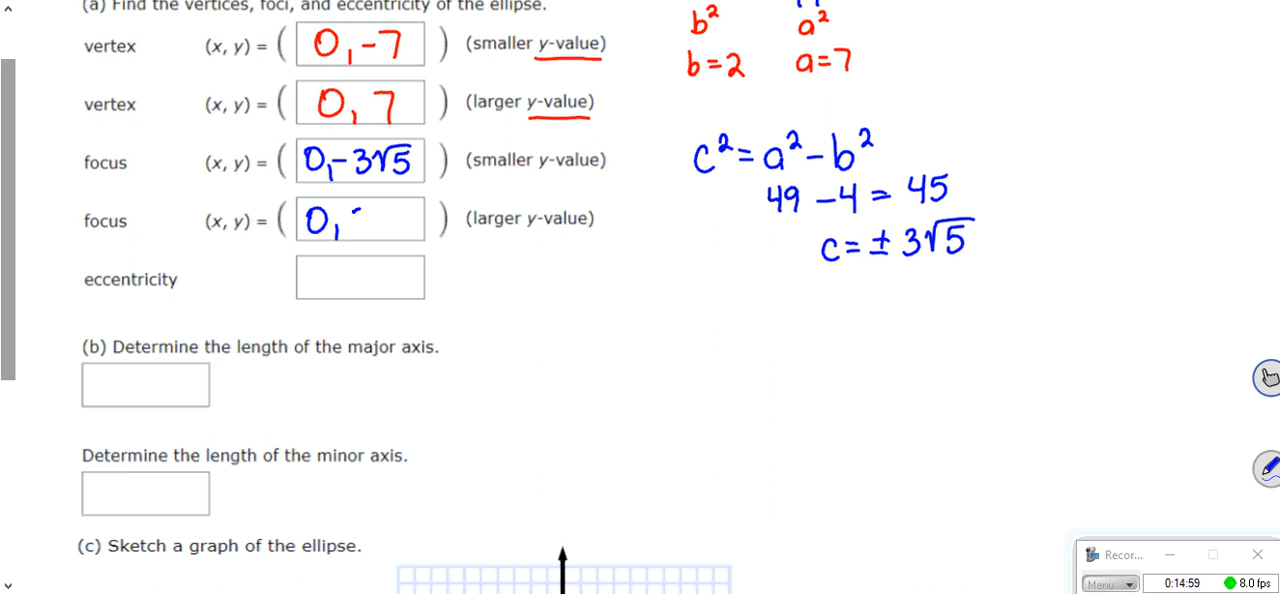 (a) Find the vertices, foci, and eccentricity of the ellipse.
b² a²
vertex (x, y) = ( 0, -7 ) (smaller y-value)
b = 2 a = 7
vertex (x, y) = ( 0, 7 ) (larger y-value)
focus (x, y) = ( 0, -3√5 ) (smaller y-value)
c² = a² - b²
49 - 4 = 45
focus (x, y) = ( 0, ) (larger y-value)
c = ± 3√5
eccentricity
(b) Determine the length of the major axis.
Determine the length of the minor axis.
(c) Sketch a graph of the ellipse.
Recor...
Menu 0:14:59 8.0 fps